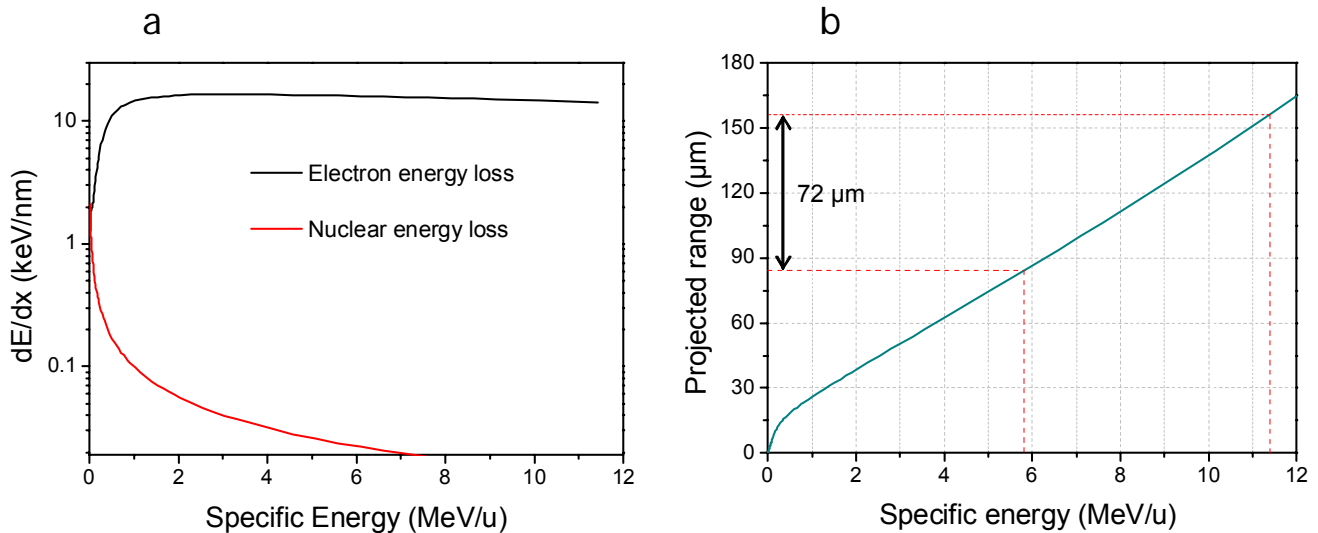 a
dE/dx (keV/nm)
10
1
0.1
Electron energy loss
Nuclear energy loss
0 2 4 6 8 10 12
Specific Energy (MeV/u)
b
Projected range (µm)
180
150
120
90
60
30
0
72 µm
0 2 4 6 8 10 12
Specific energy (MeV/u)